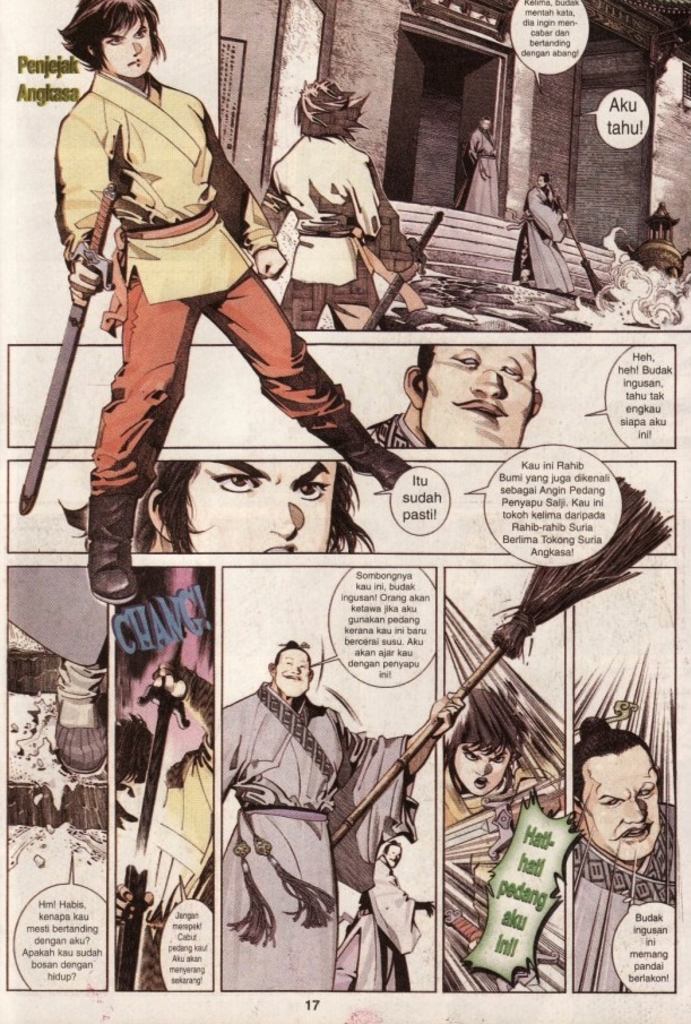 Penjejak
Angkasa
Kelima, budak
mentah kata,
dia ingin men-
cabar dan
bertanding
dengan abang!
Aku
tahu!
Heh,
heh! Budak
ingusan,
tahu tak
engkau
siapa aku
ini!
Itu
sudah
pasti!
Kau ini Rahib
Bumi yang juga dikenali
sebagai Angin Pedang
Penyapu Salji. Kau ini
tokoh kelima daripada
Rahib-rahib Suria
Berlima Tokong Suria
Angkasa!
Hm! Habis,
kenapa kau
mesti bertanding
dengan aku?
Apakah kau sudah
bosan dengan
hidup?
CHANG!
Jangan
merepek!
Cabut
pedang kau!
Aku akan
menyerang
sekarang!
Sombongnya
kau ini, budak
ingusan! Orang akan
ketawa jika aku
gunakan pedang
kerana kau ini baru
bercerai susu. Aku
akan ajar kau
dengan penyapu
ini!
Hati-
hati
pedang
aku
ini!
Budak
ingusan
ini
memang
pandai
berlakon!
17